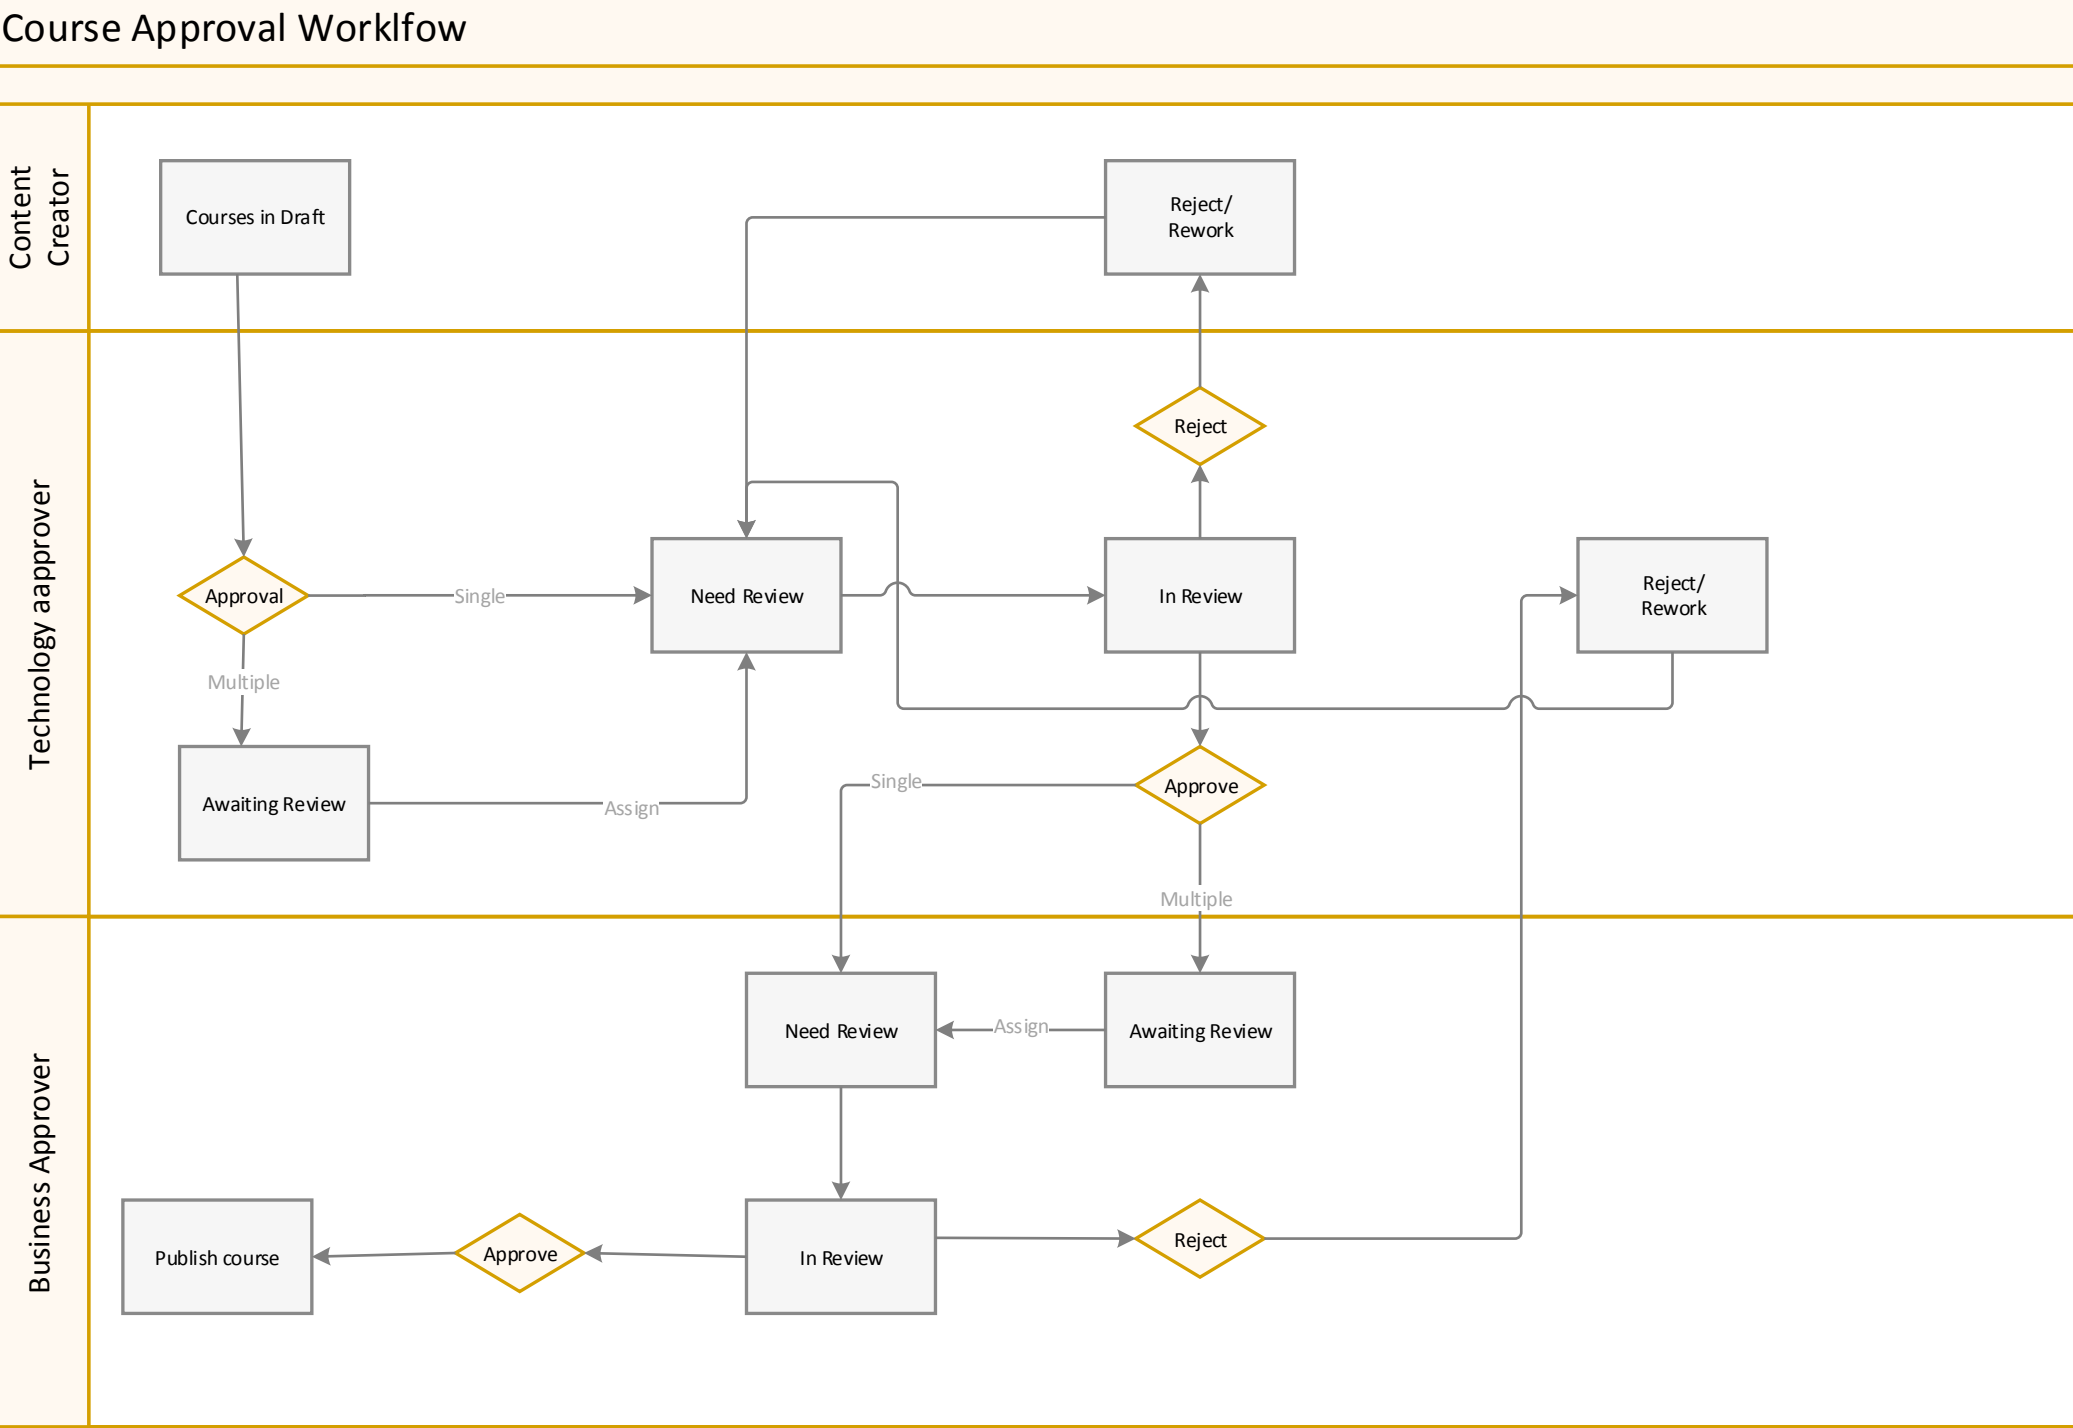 Course Approval Worklfow
Content
Creator
Courses in Draft
Reject/
Rework
Technology aapprover
Reject
Approval
Single
Need Review
In Review
Reject/
Rework
Multiple
Awaiting Review
Assign
Single
Approve
Multiple
Business Approver
Need Review
Assign
Awaiting Review
Publish course
Approve
In Review
Reject